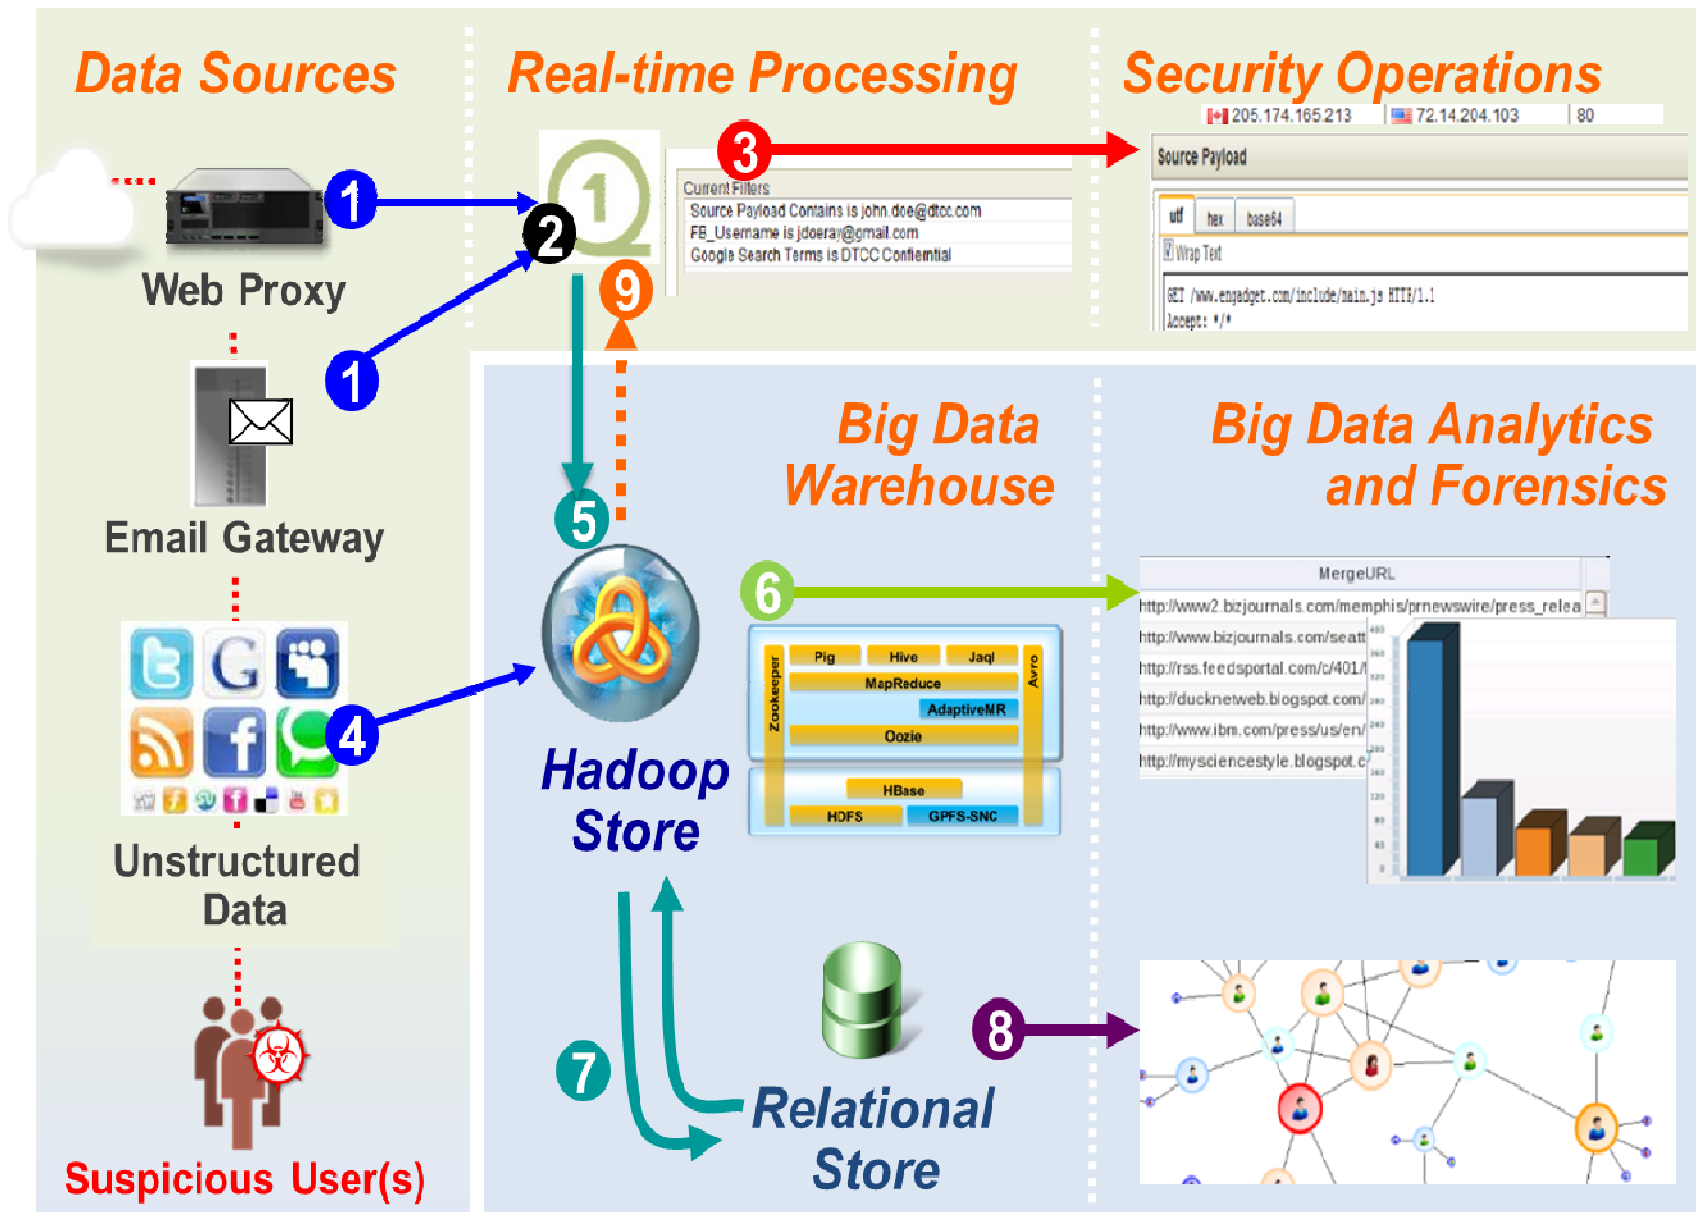 Data Sources
Real-time Processing
Security Operations
205.174.165.213 72.14.204.103 80
3
Source Payload
1
1
2
Current Filters
Source Payload Contains is john.doe@dtcc.com
FB_Username is jdoeray@gmail.com
Google Search Terms is DTCC Confiemtial
utf hex base64
Wrap Text
GET /www.engadget.com/include/main.js HTTP/1.1
Accept: */*
Web Proxy
9
1
Email Gateway
Big Data
Warehouse
Big Data Analytics
and Forensics
5
6
MergeURL
http://www2.bizjournals.com/memphis/prnewswire/press_relea
http://www.bizjournals.com/seatt
http://rss.feedsportal.com/c/401/f
http://ducknetweb.blogspot.com/
http://www.ibm.com/press/us/en/
http://mysciencestyle.blogspot.c
Zookeeper
Pig Hive Jaql
MapReduce
AdaptiveMR
Oozie
Avro
HBase
HDFS GPFS-SNC
t G
f
4
Hadoop
Store
Unstructured
Data
7
8
Relational
Store
Suspicious User(s)